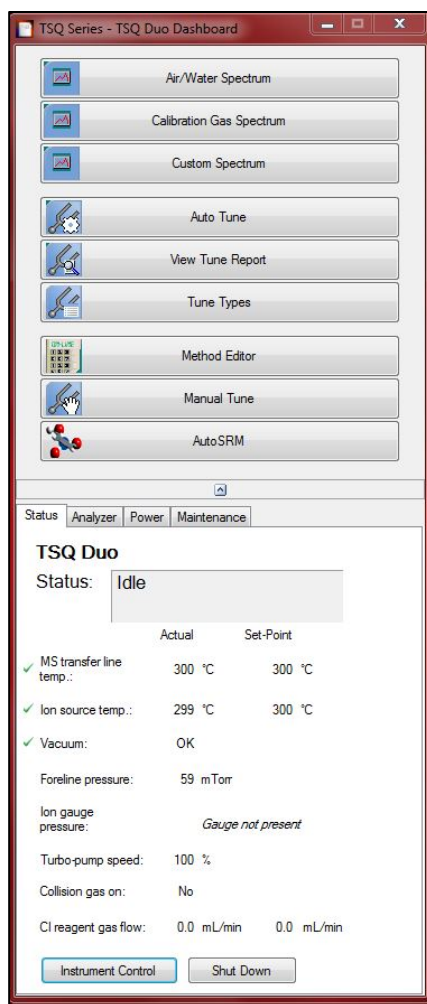 TSQ Series - TSQ Duo Dashboard
Air/Water Spectrum
Calibration Gas Spectrum
Custom Spectrum
Auto Tune
View Tune Report
Tune Types
Method Editor
Manual Tune
AutoSRM
Status Analyzer Power Maintenance
TSQ Duo
Status: Idle
Actual Set-Point
MS transfer line
temp.: 300 °C 300 °C
Ion source temp.: 299 °C 300 °C
Vacuum: OK
Foreline pressure: 59 mTorr
Ion gauge
pressure: Gauge not present
Turbo-pump speed: 100 %
Collision gas on: No
CI reagent gas flow: 0.0 mL/min 0.0 mL/min
Instrument Control Shut Down